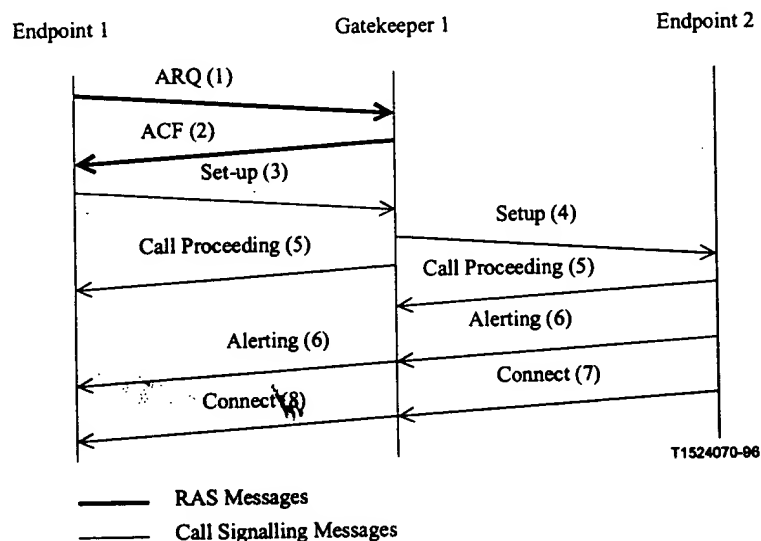 Endpoint 1 Gatekeeper 1 Endpoint 2
ARQ (1)
ACF (2)
Set-up (3)
Setup (4)
Call Proceeding (5)
Call Proceeding (5)
Alerting (6)
Alerting (6)
Connect (7)
Connect (8)
T1524070-96
RAS Messages
Call Signalling Messages